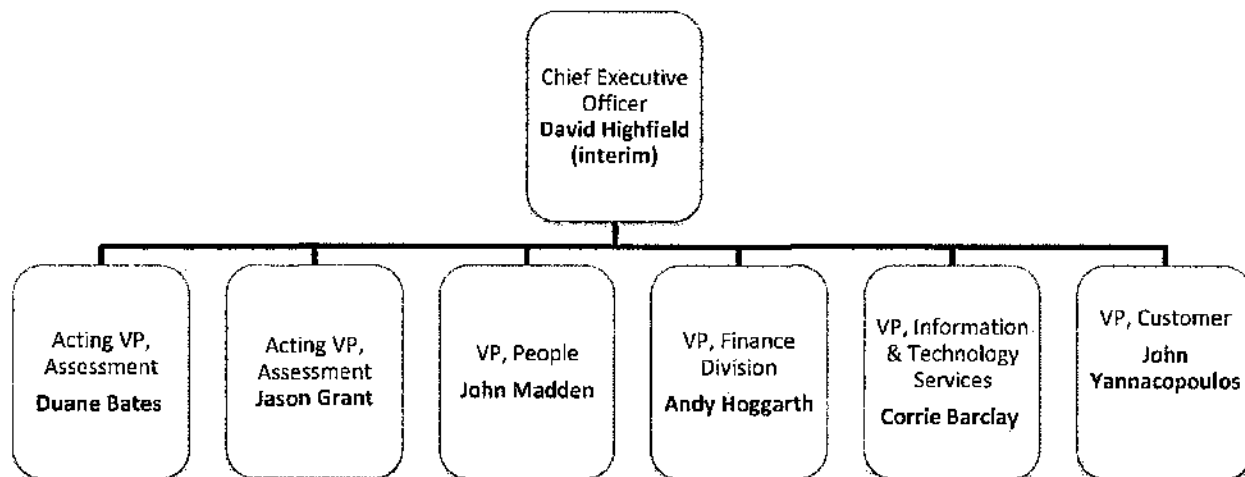 Chief Executive
Officer
David Highfield
(interim)
Acting VP,
Assessment
Duane Bates
Acting VP,
Assessment
Jason Grant
VP, People
John Madden
VP, Finance
Division
Andy Hoggarth
VP, Information
& Technology
Services
Corrie Barclay
VP, Customer
John
Yannacopoulos